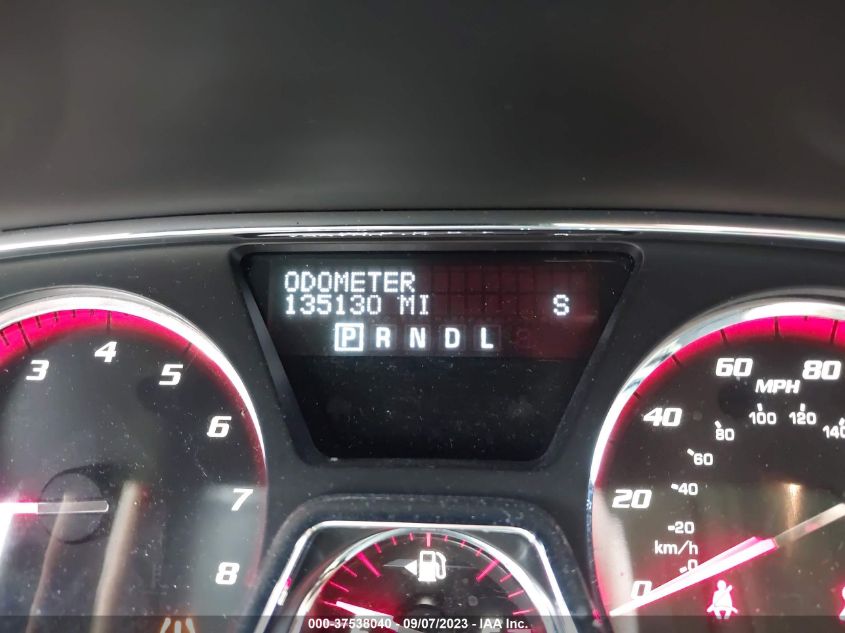 ODOMETER
135130 MI S
P R N D L
3 4 5 6 7 8
0 20 40 60 80
MPH
0 20 40 60 80 100 120 140
km/h
000-37538040 - 09/07/2023 - IAA Inc.